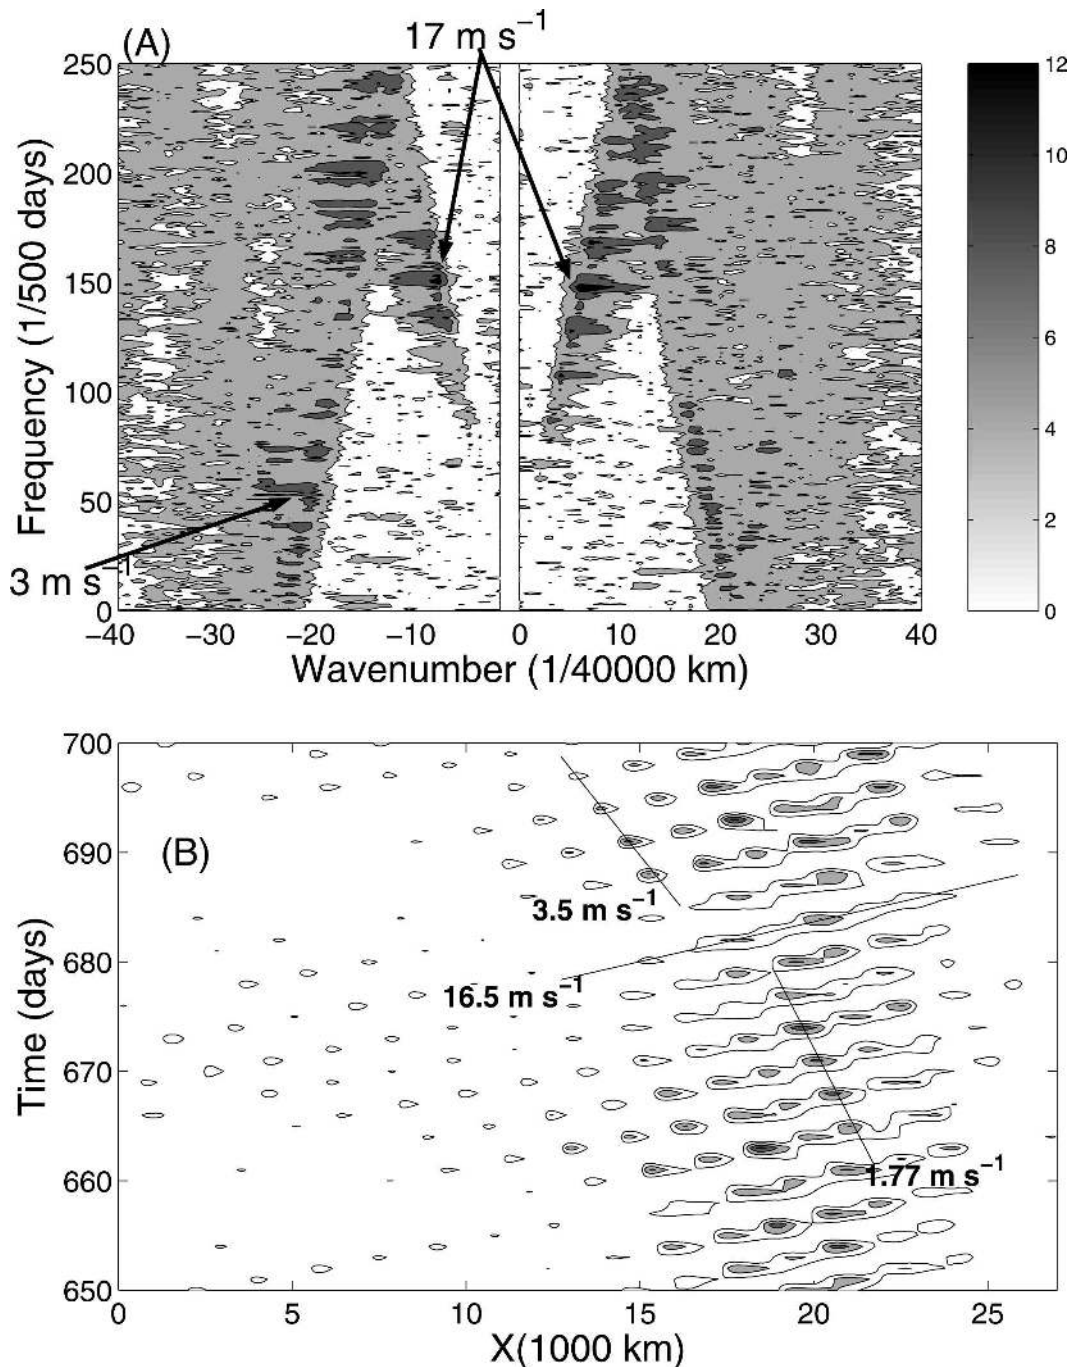 (A)
17 m s−1
250
200
150
100
50
0
Frequency (1/500 days)
3 m s−1
−40 −30 −20 −10 0 10 20 30 40
Wavenumber (1/40000 km)
12
10
8
6
4
2
0
700
690
680
670
660
650
Time (days)
(B)
3.5 m s−1
16.5 m s−1
1.77 m s−1
0 5 10 15 20 25
X(1000 km)